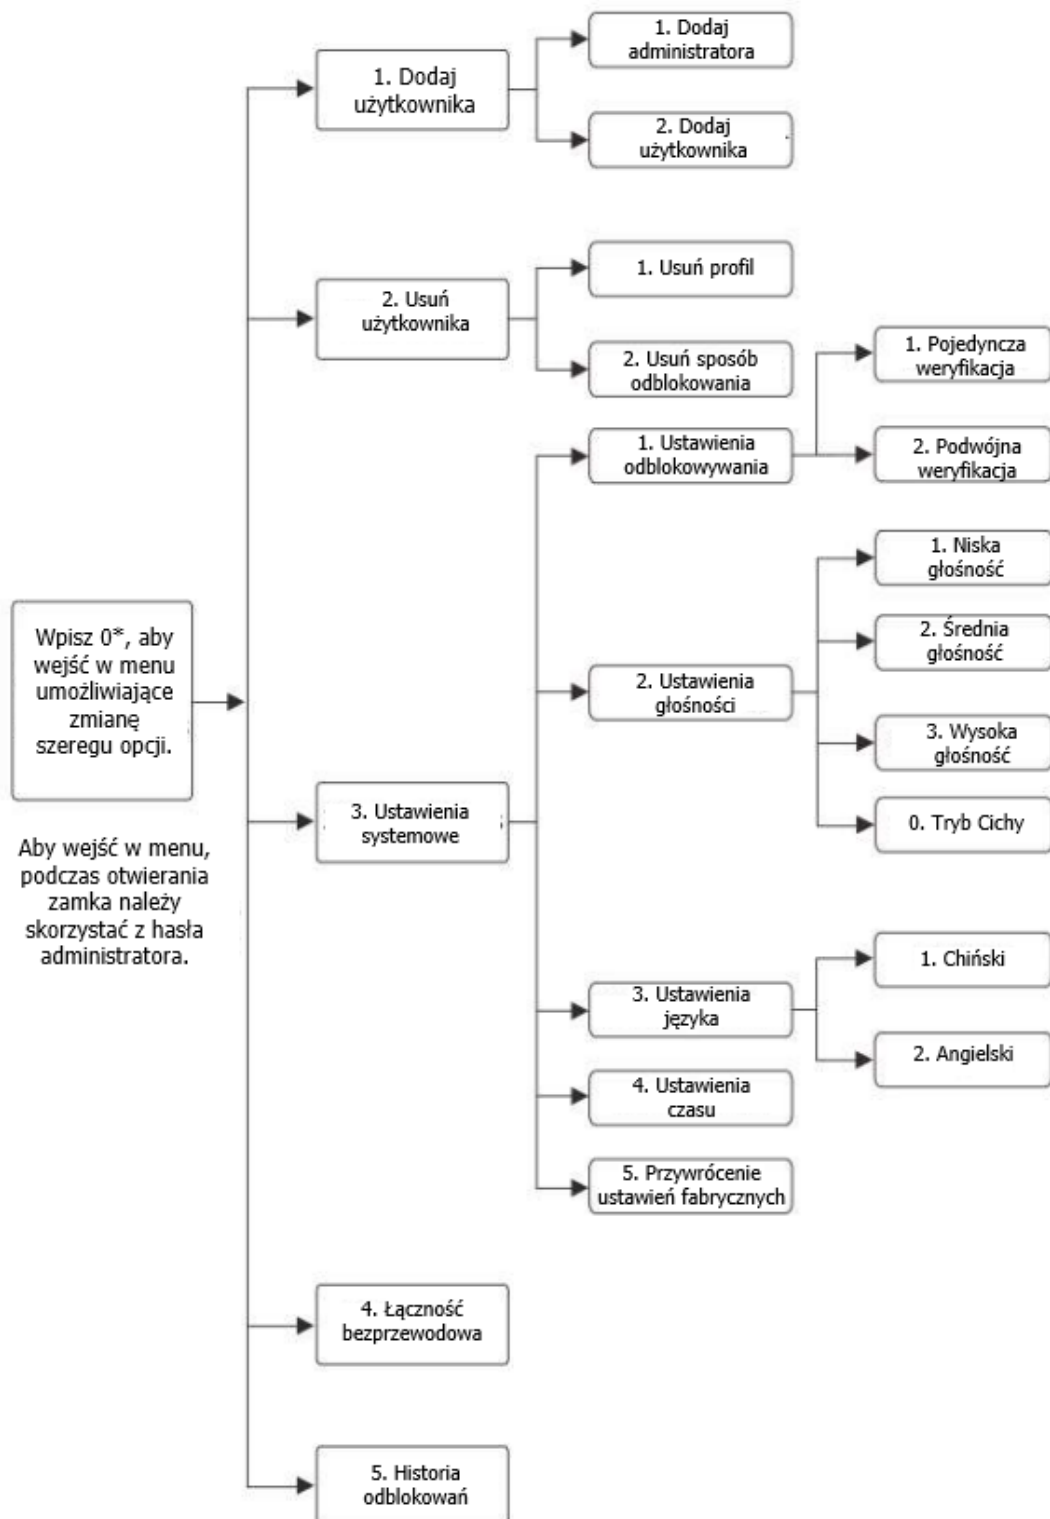 1. Dodaj
administratora
1. Dodaj
użytkownika
2. Dodaj
użytkownika
1. Usuń profil
2. Usuń
użytkownika
2. Usuń sposób
odblokowania
1. Pojedyncza
weryfikacja
1. Ustawienia
odblokowywania
2. Podwójna
weryfikacja
1. Niska
głośność
Wpisz 0*, aby
wejść w menu
umożliwiające
zmianę
szeregu opcji.
2. Średnia
głośność
2. Ustawienia
głośności
3. Wysoka
głośność
3. Ustawienia
systemowe
0. Tryb Cichy
Aby wejść w menu,
podczas otwierania
zamka należy
skorzystać z hasła
administratora.
1. Chiński
3. Ustawienia
języka
2. Angielski
4. Ustawienia
czasu
5. Przywrócenie
ustawień fabrycznych
4. Łączność
bezprzewodowa
5. Historia
odblokowań